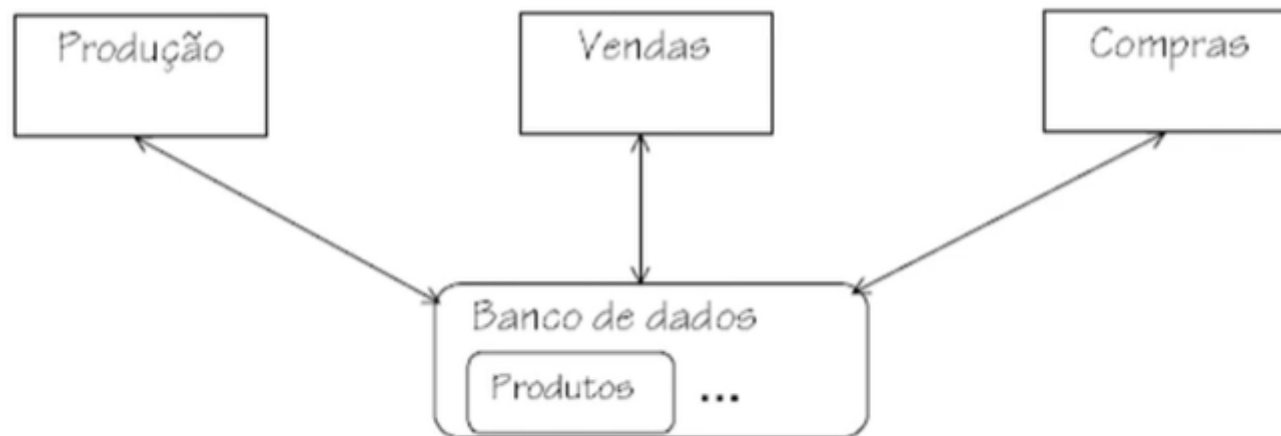 Produção
Vendas
Compras
Banco de dados
Produtos ...